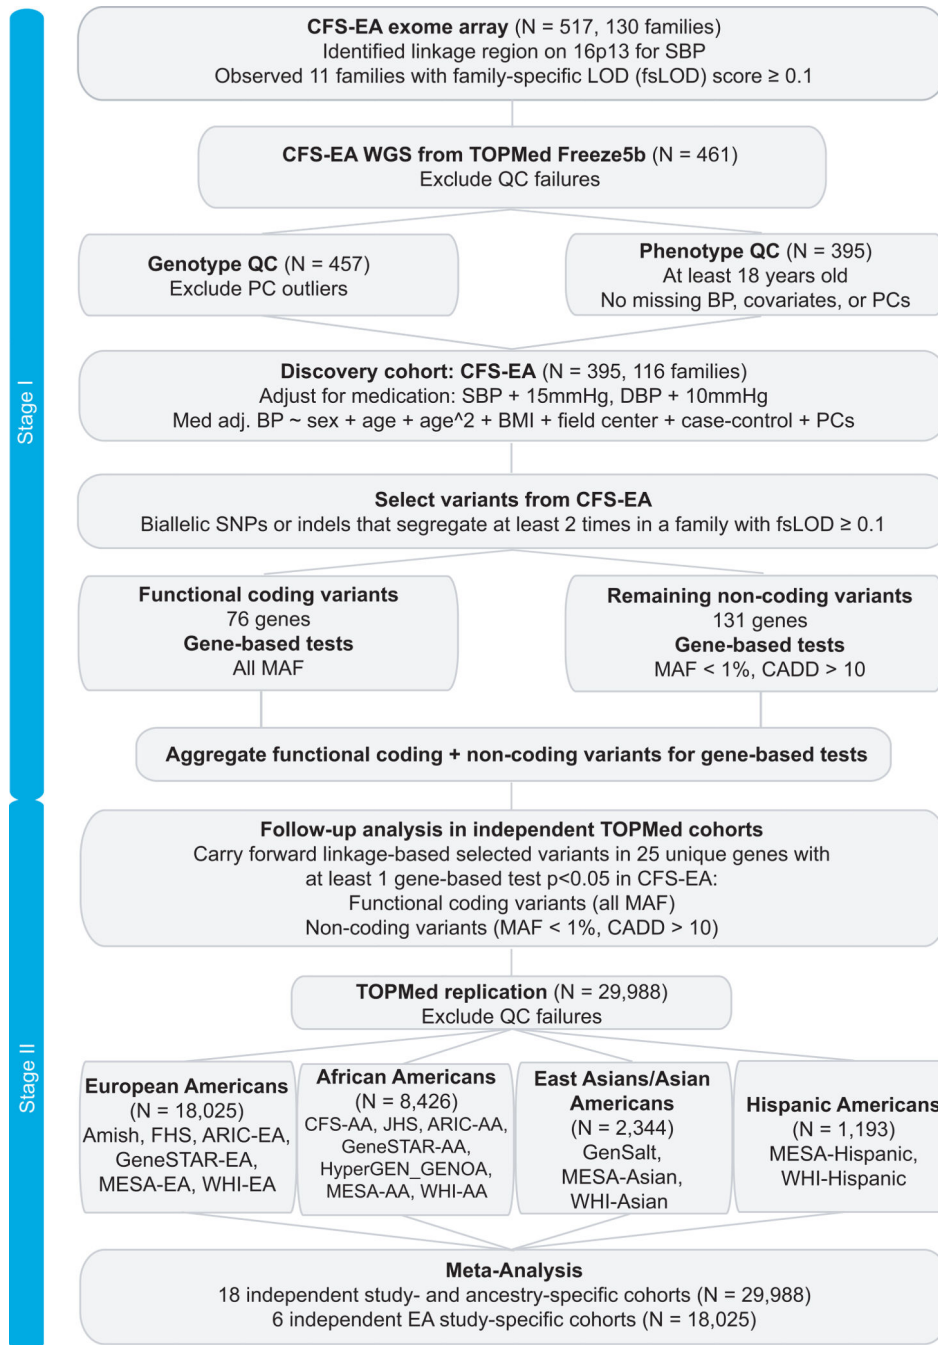 CFS-EA exome array (N = 517, 130 families)
Identified linkage region on 16p13 for SBP
Observed 11 families with family-specific LOD (fsLOD) score ≥ 0.1
CFS-EA WGS from TOPMed Freeze5b (N = 461)
Exclude QC failures
Genotype QC (N = 457)
Exclude PC outliers
Phenotype QC (N = 395)
At least 18 years old
No missing BP, covariates, or PCs
Discovery cohort: CFS-EA (N = 395, 116 families)
Adjust for medication: SBP + 15mmHg, DBP + 10mmHg
Med adj. BP ~ sex + age + age^2 + BMI + field center + case-control + PCs
Stage I
Select variants from CFS-EA
Biallelic SNPs or indels that segregate at least 2 times in a family with fsLOD ≥ 0.1
Functional coding variants
76 genes
Gene-based tests
All MAF
Remaining non-coding variants
131 genes
Gene-based tests
MAF < 1%, CADD > 10
Aggregate functional coding + non-coding variants for gene-based tests
Follow-up analysis in independent TOPMed cohorts
Carry forward linkage-based selected variants in 25 unique genes with
at least 1 gene-based test p<0.05 in CFS-EA:
Functional coding variants (all MAF)
Non-coding variants (MAF < 1%, CADD > 10)
TOPMed replication (N = 29,988)
Exclude QC failures
Stage II
European Americans
(N = 18,025)
Amish, FHS, ARIC-EA,
GeneSTAR-EA,
MESA-EA, WHI-EA
African Americans
(N = 8,426)
CFS-AA, JHS, ARIC-AA,
GeneSTAR-AA,
HyperGEN_GENOA,
MESA-AA, WHI-AA
East Asians/Asian
Americans
(N = 2,344)
GenSalt,
MESA-Asian,
WHI-Asian
Hispanic Americans
(N = 1,193)
MESA-Hispanic,
WHI-Hispanic
Meta-Analysis
18 independent study- and ancestry-specific cohorts (N = 29,988)
6 independent EA study-specific cohorts (N = 18,025)